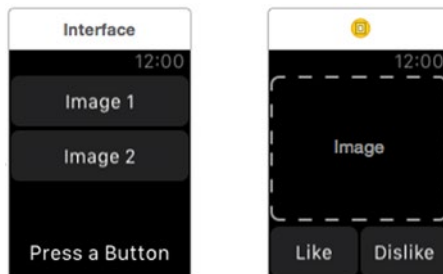 Interface
12:00
Image 1
Image 2
Press a Button
12:00
Image
Like Dislike